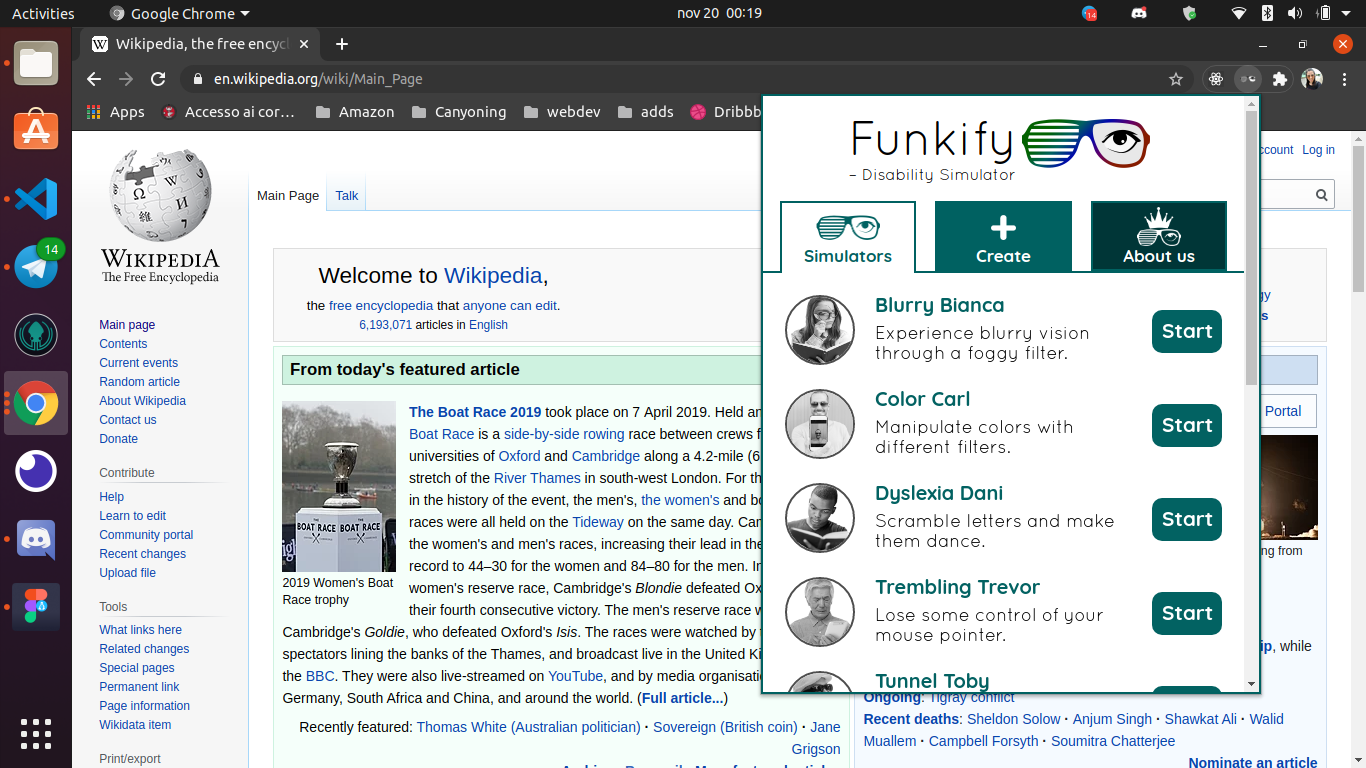 Activities
Google Chrome
nov 20 00:19
14
Wikipedia, the free encycl
en.wikipedia.org/wiki/Main_Page
Apps
Accesso ai cor…
Amazon
Canyoning
webdev
adds
Dribbb
14
WIKIPEDIA
The Free Encyclopedia
Main page
Contents
Current events
Random article
About Wikipedia
Contact us
Donate
Contribute
Help
Learn to edit
Community portal
Recent changes
Upload file
Tools
What links here
Related changes
Special pages
Permanent link
Page information
Wikidata item
Print/export
Main Page
Talk
Log in
Welcome to Wikipedia,
the free encyclopedia that anyone can edit.
6,193,071 articles in English
From today's featured article
THE BOAT RACE
BOAT RACE
2019 Women's Boat
Race trophy
The Boat Race 2019 took place on 7 April 2019. Held an
Boat Race is a side-by-side rowing race between crews f
universities of Oxford and Cambridge along a 4.2-mile (6
stretch of the River Thames in south-west London. For th
in the history of the event, the men's, the women's and bo
races were all held on the Tideway on the same day. Cam
the women's and men's races, increasing their lead in the
record to 44–30 for the women and 84–80 for the men. In
women's reserve race, Cambridge's Blondie defeated Ox
their fourth consecutive victory. The men's reserve race w
Cambridge's Goldie, who defeated Oxford's Isis. The races were watched by
spectators lining the banks of the Thames, and broadcast live in the United Ki
the BBC. They were also live-streamed on YouTube, and by media organisatio
Germany, South Africa and China, and around the world. (Full article...)
Recently featured: Thomas White (Australian politician) · Sovereign (British coin) · Jane
Grigson
Funkify
– Disability Simulator
Simulators
Create
About us
Blurry Bianca
Experience blurry vision
through a foggy filter.
Start
Color Carl
Manipulate colors with
different filters.
Start
Dyslexia Dani
Scramble letters and make
them dance.
Start
Trembling Trevor
Lose some control of your
mouse pointer.
Start
Tunnel Toby
Portal
ng from
ip, while
Ongoing: Tigray conflict
Recent deaths: Sheldon Solow · Anjum Singh · Shawkat Ali · Walid
Muallem · Campbell Forsyth · Soumitra Chatterjee
Nominate an article